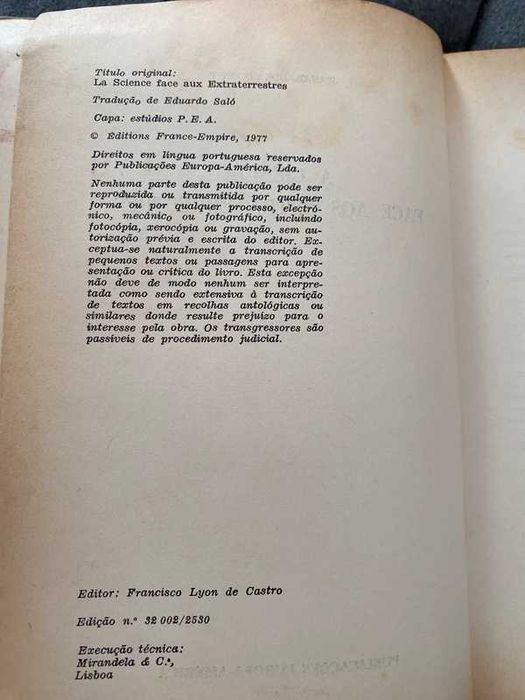 Título original:
La Science face aux Extraterrestres
Tradução de Eduardo Saló
Capa: estúdios P. E. A.
© Éditions France-Empire, 1977
Direitos em língua portuguesa reservados
por Publicações Europa-América, Lda.
Nenhuma parte desta publicação pode ser
reproduzida ou transmitida por qualquer
forma ou por qualquer processo, electró-
nico, mecânico ou fotográfico, incluindo
fotocópia, xerocópia ou gravação, sem au-
torização prévia e escrita do editor. Ex-
ceptua-se naturalmente a transcrição de
pequenos textos ou passagens para apre-
sentação ou crítica do livro. Esta excepção
não deve de modo nenhum ser interpre-
tada como sendo extensiva à transcrição
de textos em recolhas antológicas ou
similares donde resulte prejuízo para o
interesse pela obra. Os transgressores são
passíveis de procedimento judicial.
Editor: Francisco Lyon de Castro
Edição n.º 32 002/2530
Execução técnica:
Mirandela & C.ª,
Lisboa